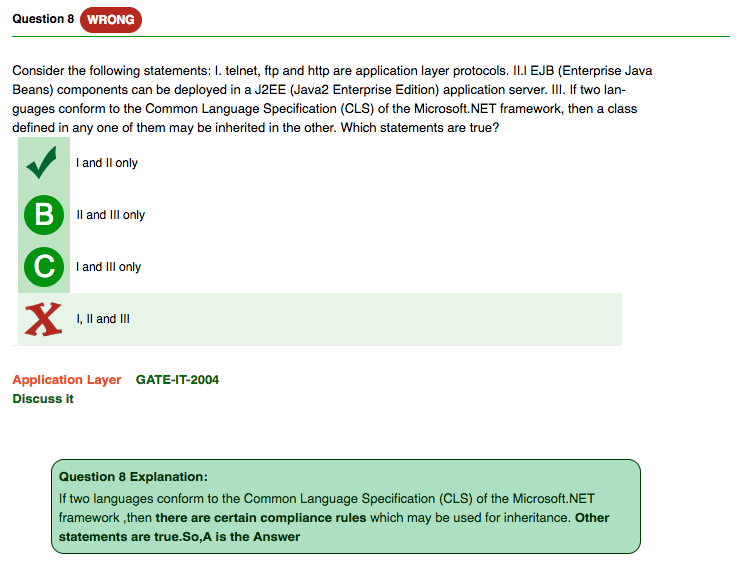 Question 8 WRONG
Consider the following statements: I. telnet, ftp and http are application layer protocols. II.l EJB (Enterprise Java
Beans) components can be deployed in a J2EE (Java2 Enterprise Edition) application server. III. If two lan-
guages conform to the Common Language Specification (CLS) of the Microsoft.NET framework, then a class
defined in any one of them may be inherited in the other. Which statements are true?
I and II only
B II and III only
C I and III only
X I, II and III
Application Layer GATE-IT-2004
Discuss it
Question 8 Explanation:
If two languages conform to the Common Language Specification (CLS) of the Microsoft.NET
framework ,then there are certain compliance rules which may be used for inheritance. Other
statements are true.So,A is the Answer